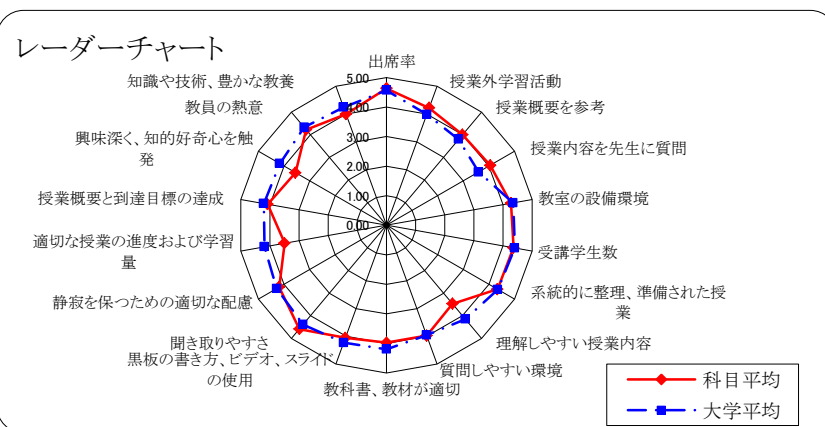 レーダーチャート
出席率
授業外学習活動
授業概要を参考
授業内容を先生に質問
教室の設備環境
受講学生数
系統的に整理、準備された授
業
理解しやすい授業内容
質問しやすい環境
教科書、教材が適切
黒板の書き方、ビデオ、スライド
の使用
聞き取りやすさ
静寂を保つための適切な配慮
適切な授業の進度および学習
量
授業概要と到達目標の達成
興味深く、知的好奇心を触
発
教員の熱意
知識や技術、豊かな教養
5.00
4.00
3.00
2.00
1.00
0.00
科目平均
大学平均